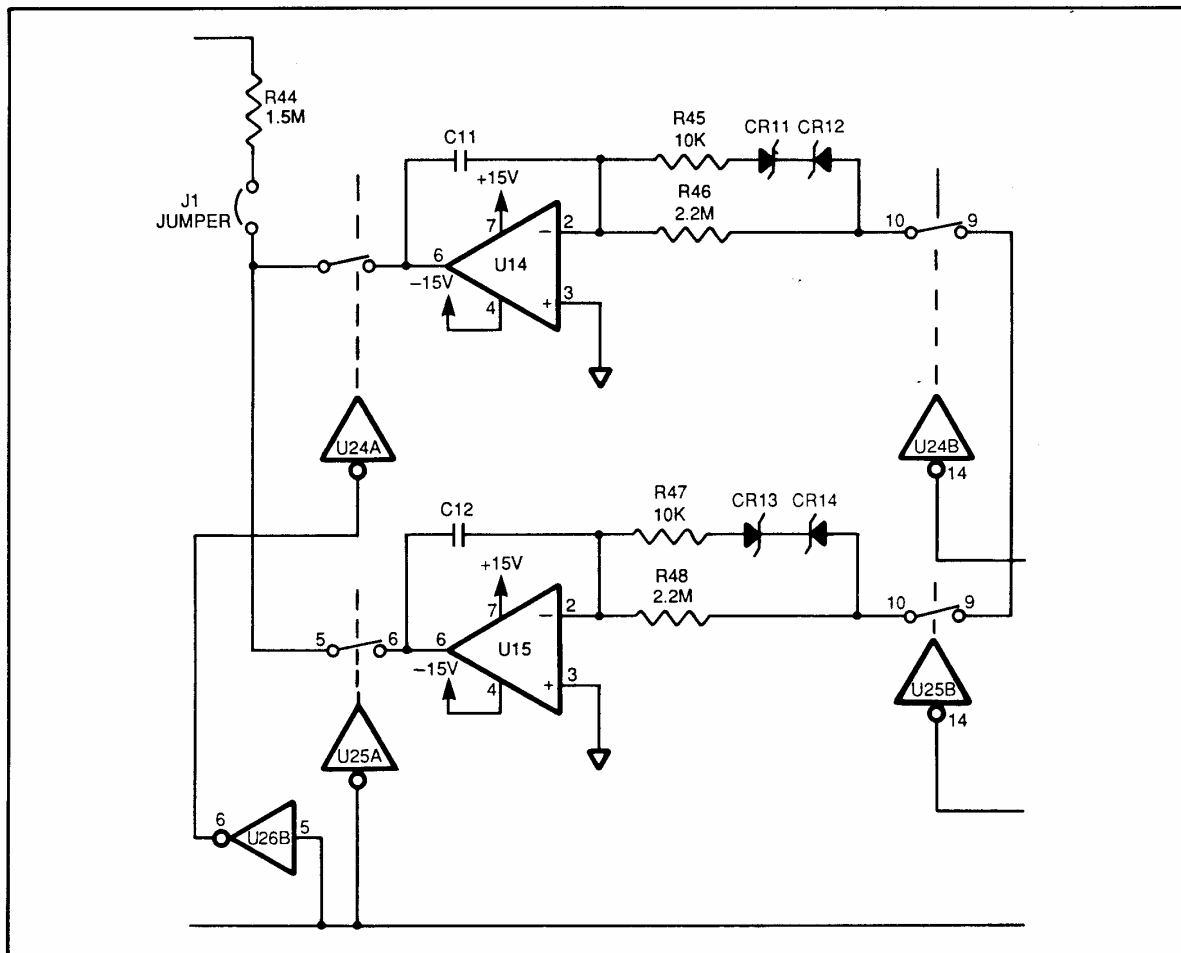 R44
1.5M
J1
JUMPER
C11
+15V
7
6
–15V
4
U14
2
–
3
+
R45
10K
CR11
CR12
R46
2.2M
10
9
U24A
U24B
14
C12
+15V
7
5
6
6
–15V
4
U15
2
–
3
+
R47
10K
CR13
CR14
R48
2.2M
10
9
U25A
U25B
14
6
U26B
5